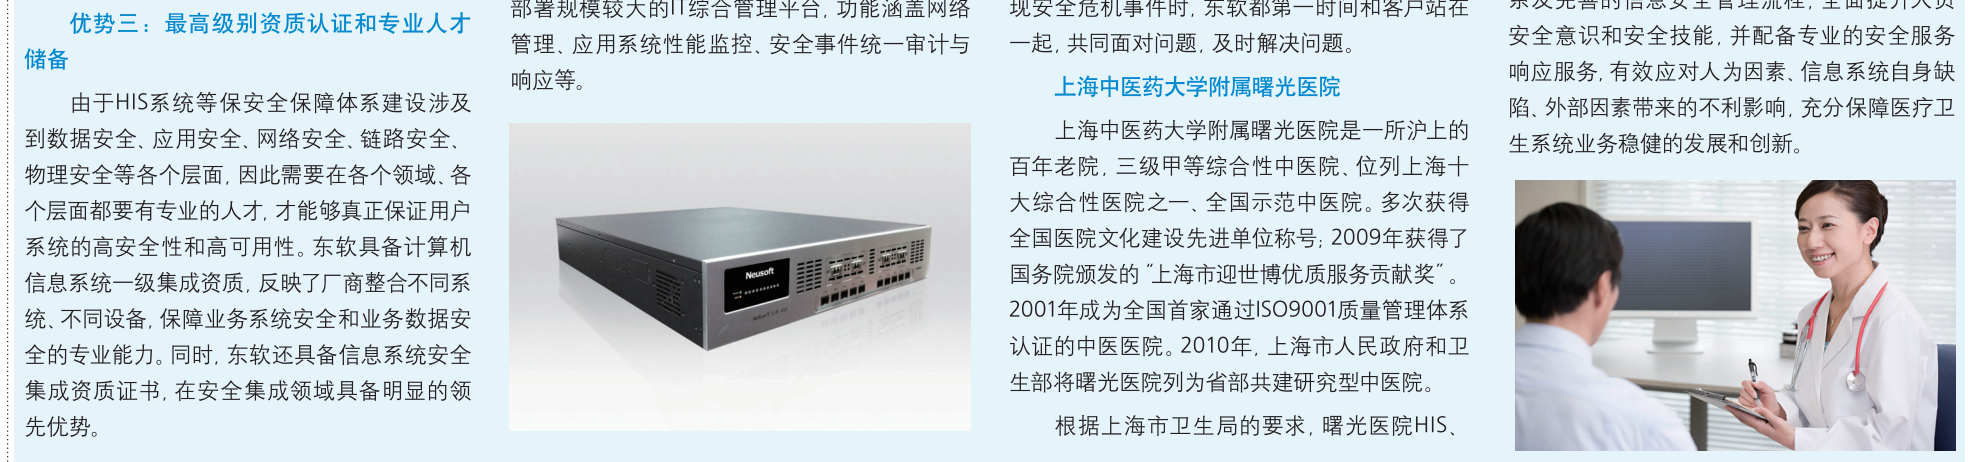 优势三：最高级别资质认证和专业人才
储备
由于HIS系统等保安全保障体系建设涉及
到数据安全、应用安全、网络安全、链路安全、
物理安全等各个层面，因此需要在各个领域、各
个层面都要有专业的人才，才能够真正保证用户
系统的高安全性和高可用性。东软具备计算机
信息系统一级集成资质，反映了厂商整合不同系
统、不同设备，保障业务系统安全和业务数据安
全的专业能力。同时，东软还具备信息系统安全
集成资质证书，在安全集成领域具备明显的领
先优势。
部署规模较大的IT综合管理平台，功能涵盖网络
管理、应用系统性能监控、安全事件统一审计与
响应等。
Neusoft
现安全危机事件时，东软都第一时间和客户站在
一起，共同面对问题，及时解决问题。
上海中医药大学附属曙光医院
上海中医药大学附属曙光医院是一所沪上的
百年老院，三级甲等综合性中医院、位列上海十
大综合性医院之一、全国示范中医院。多次获得
全国医院文化建设先进单位称号；2009年获得了
国务院颁发的“上海市迎世博优质服务贡献奖”。
2001年成为全国首家通过ISO9001质量管理体系
认证的中医医院。2010年，上海市人民政府和卫
生部将曙光医院列为省部共建研究型中医院。
根据上海市卫生局的要求，曙光医院HIS、
系及完善的信息安全管理流程，全面提升人员
安全意识和安全技能，并配备专业的安全服务
响应服务，有效应对人为因素、信息系统自身缺
陷、外部因素带来的不利影响，充分保障医疗卫
生系统业务稳健的发展和创新。